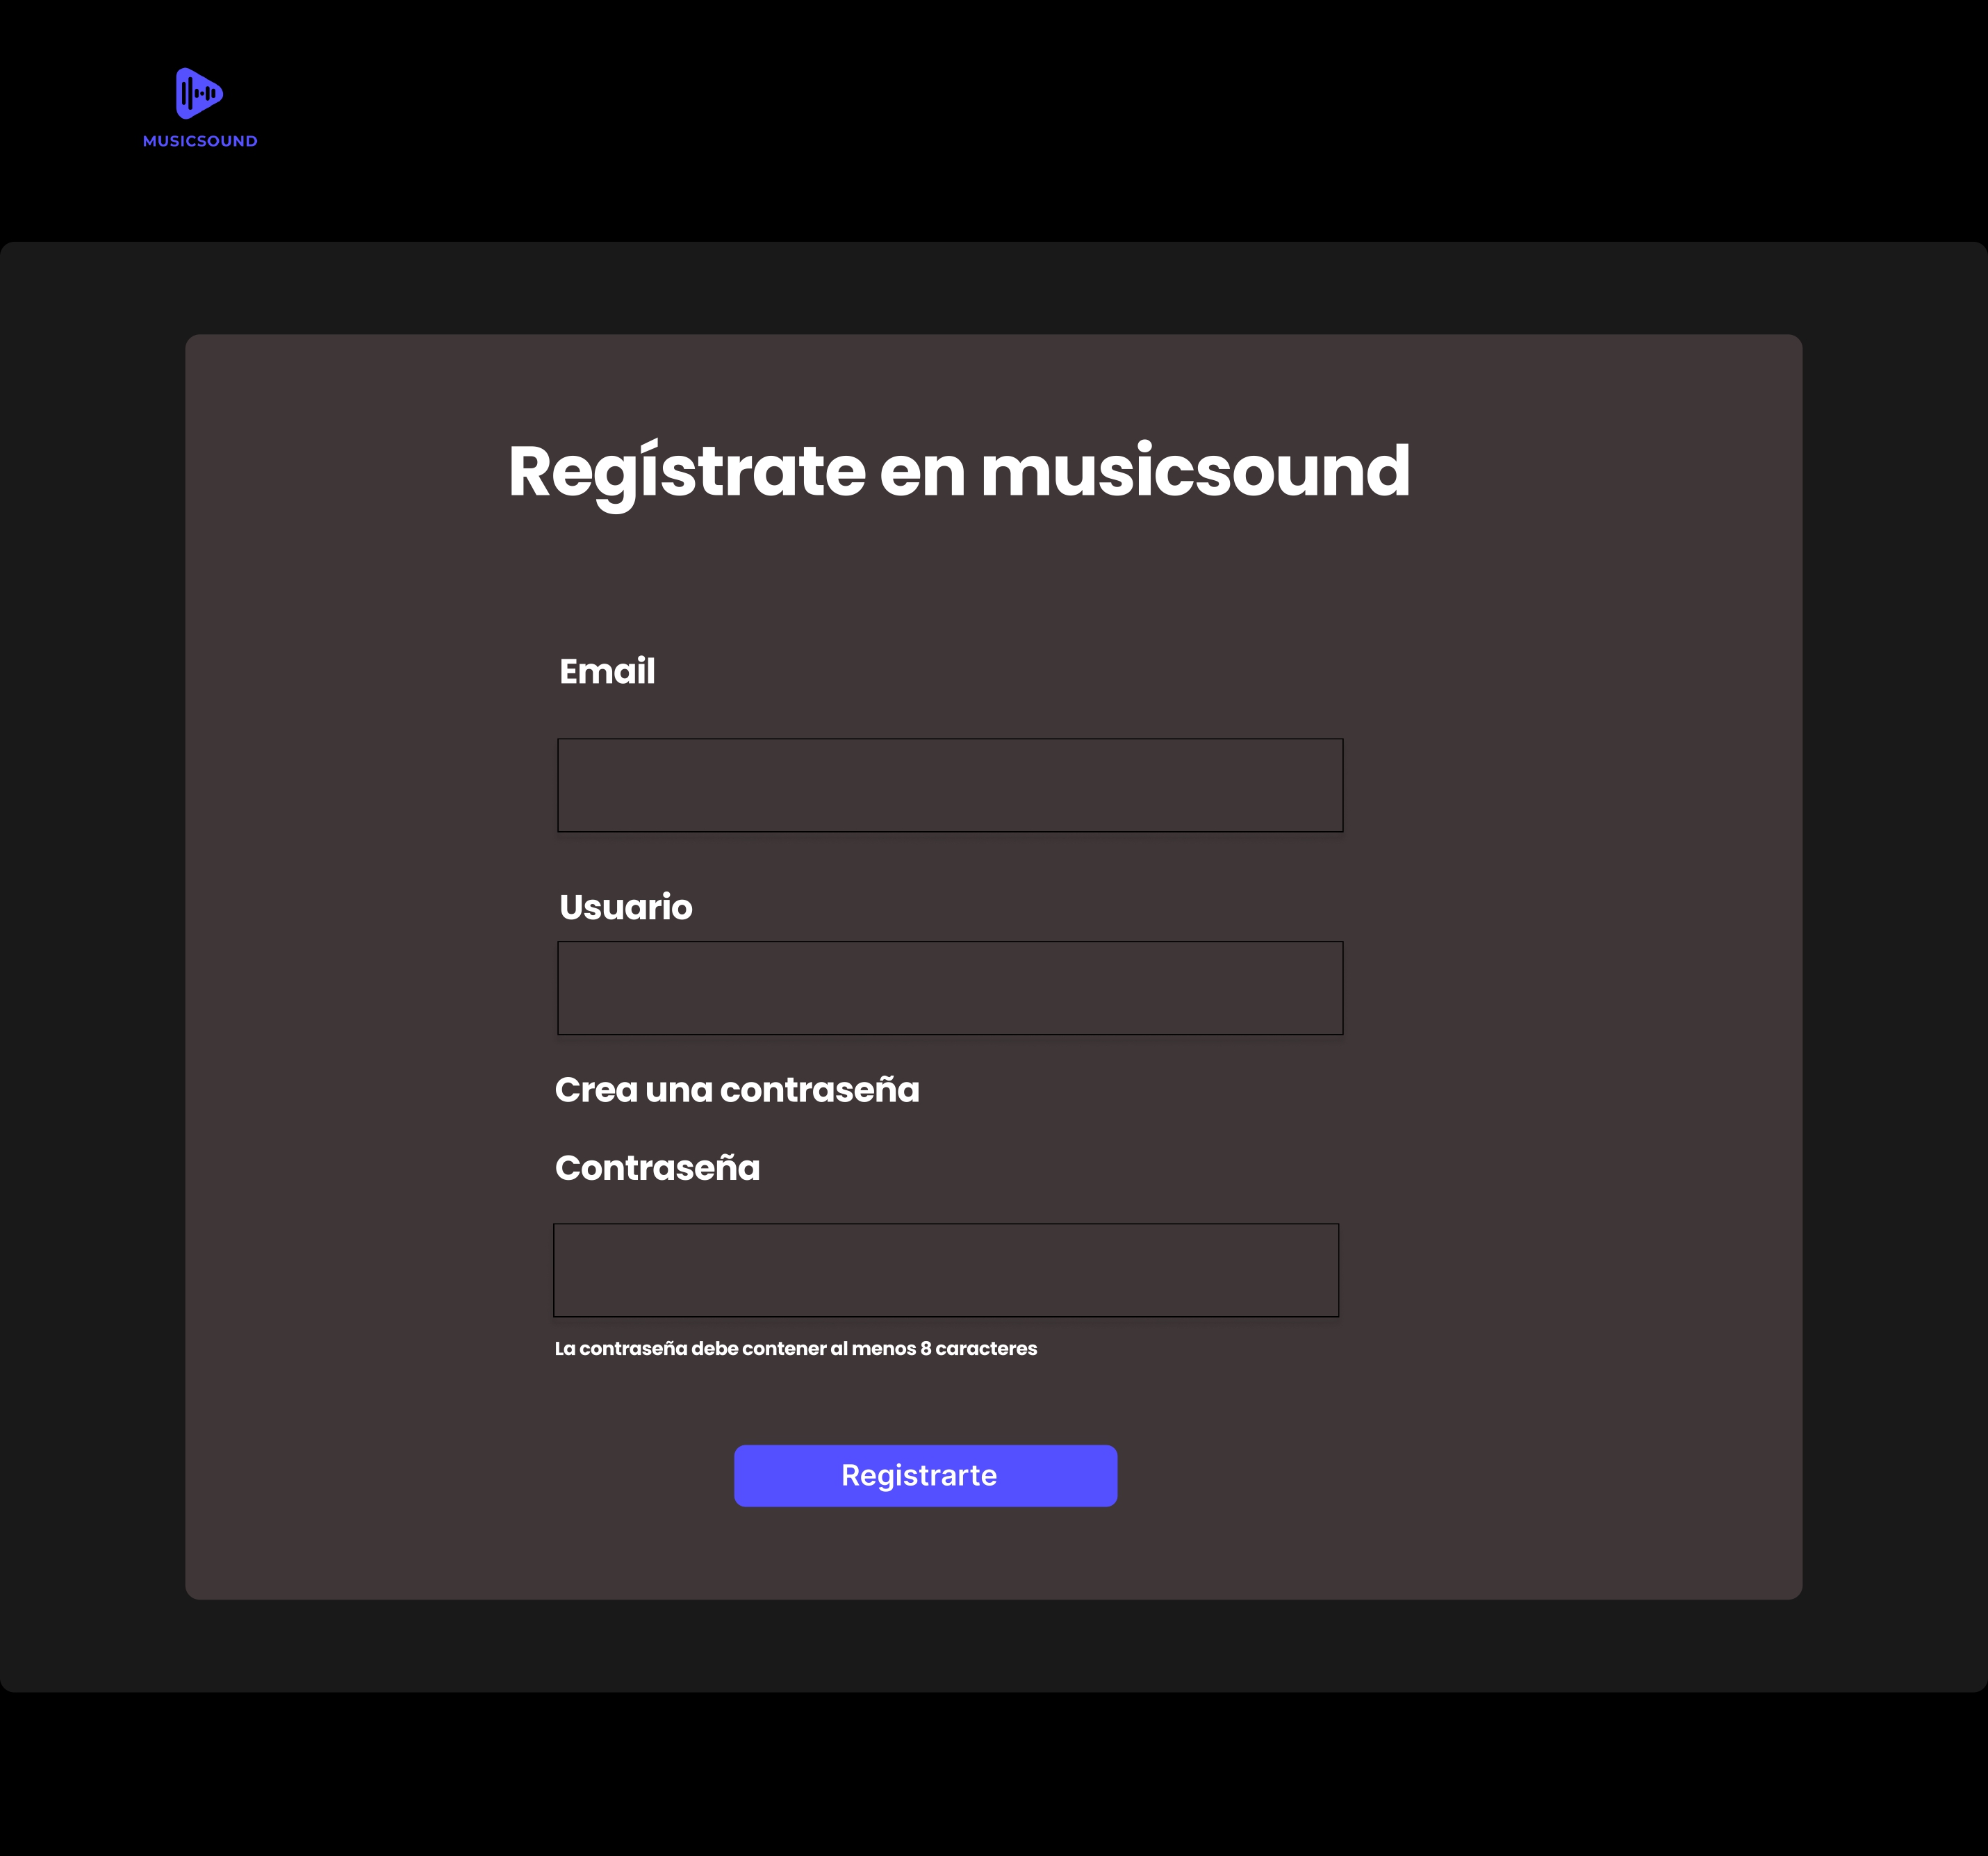 MUSICSOUND
Regístrate en musicsound
Email
Usuario
Crea una contraseña
Contraseña
La contraseña debe contener al menos 8 caracteres
Registrarte